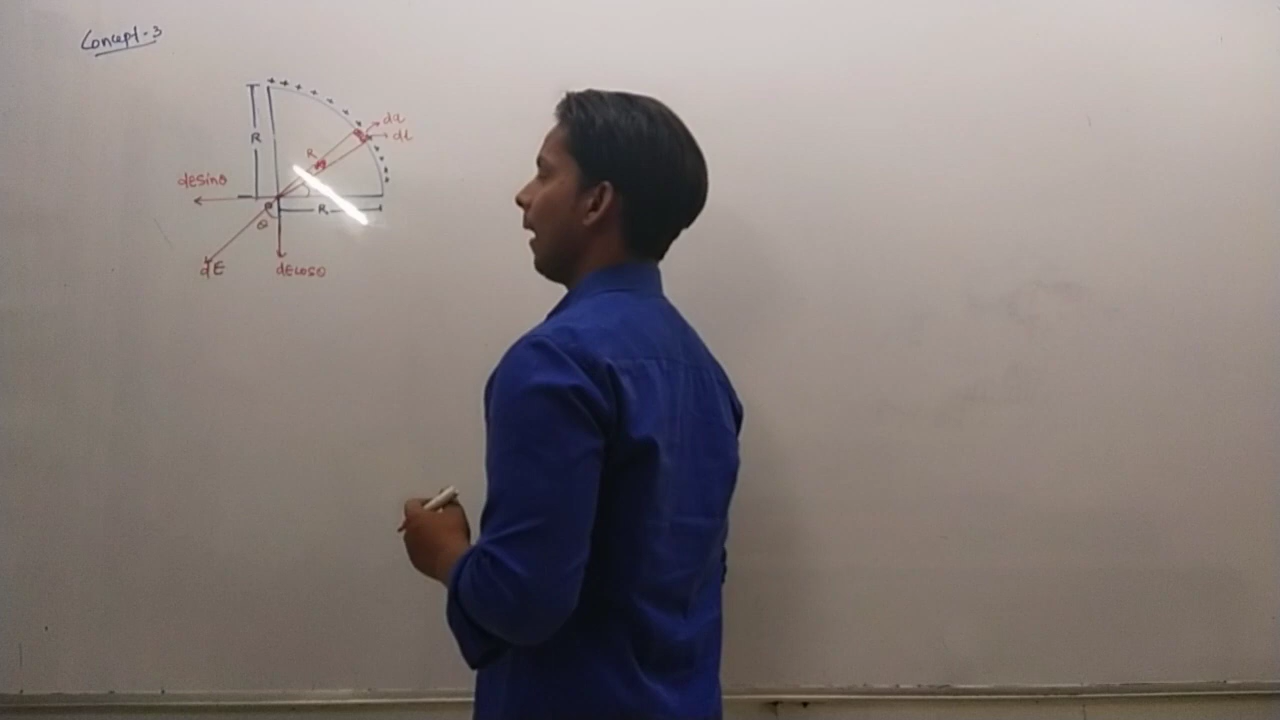 Concept-3
+ + + + + + + + + + +
dq
R
dl
R
dEsinθ
R
θ
dE
dEcosθ